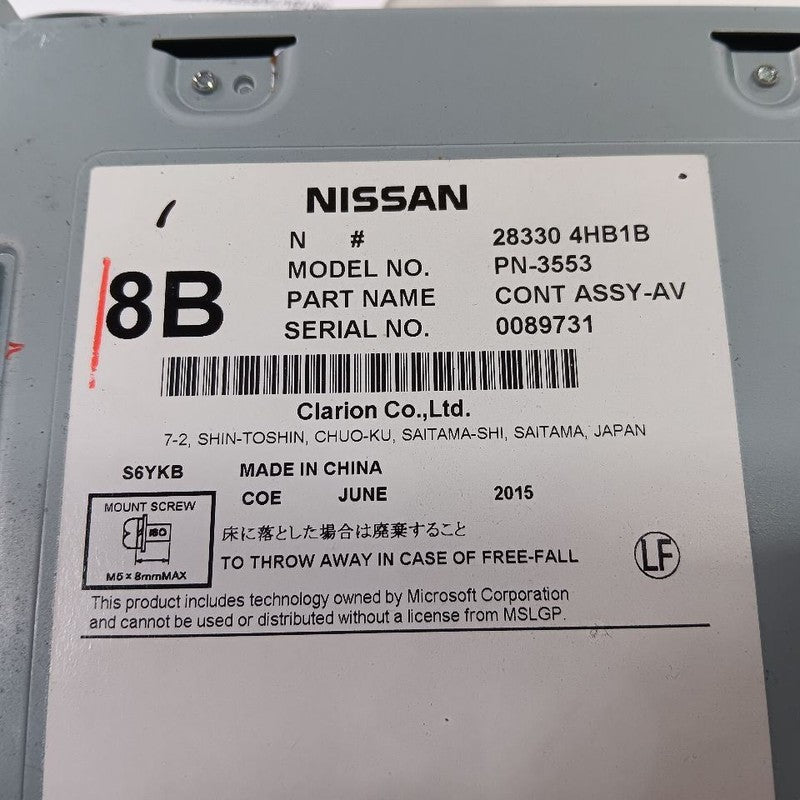 NISSAN
N # 28330 4HB1B
MODEL NO. PN-3553
8B
PART NAME CONT ASSY-AV
SERIAL NO. 0089731
Clarion Co.,Ltd.
7-2, SHIN-TOSHIN, CHUO-KU, SAITAMA-SHI, SAITAMA, JAPAN
S6YKB MADE IN CHINA
COE JUNE 2015
MOUNT SCREW
ISO
M5 x 8mmMAX
床に落とした場合は廃棄すること
TO THROW AWAY IN CASE OF FREE-FALL
LF
This product includes technology owned by Microsoft Corporation
and cannot be used or distributed without a license from MSLGP.